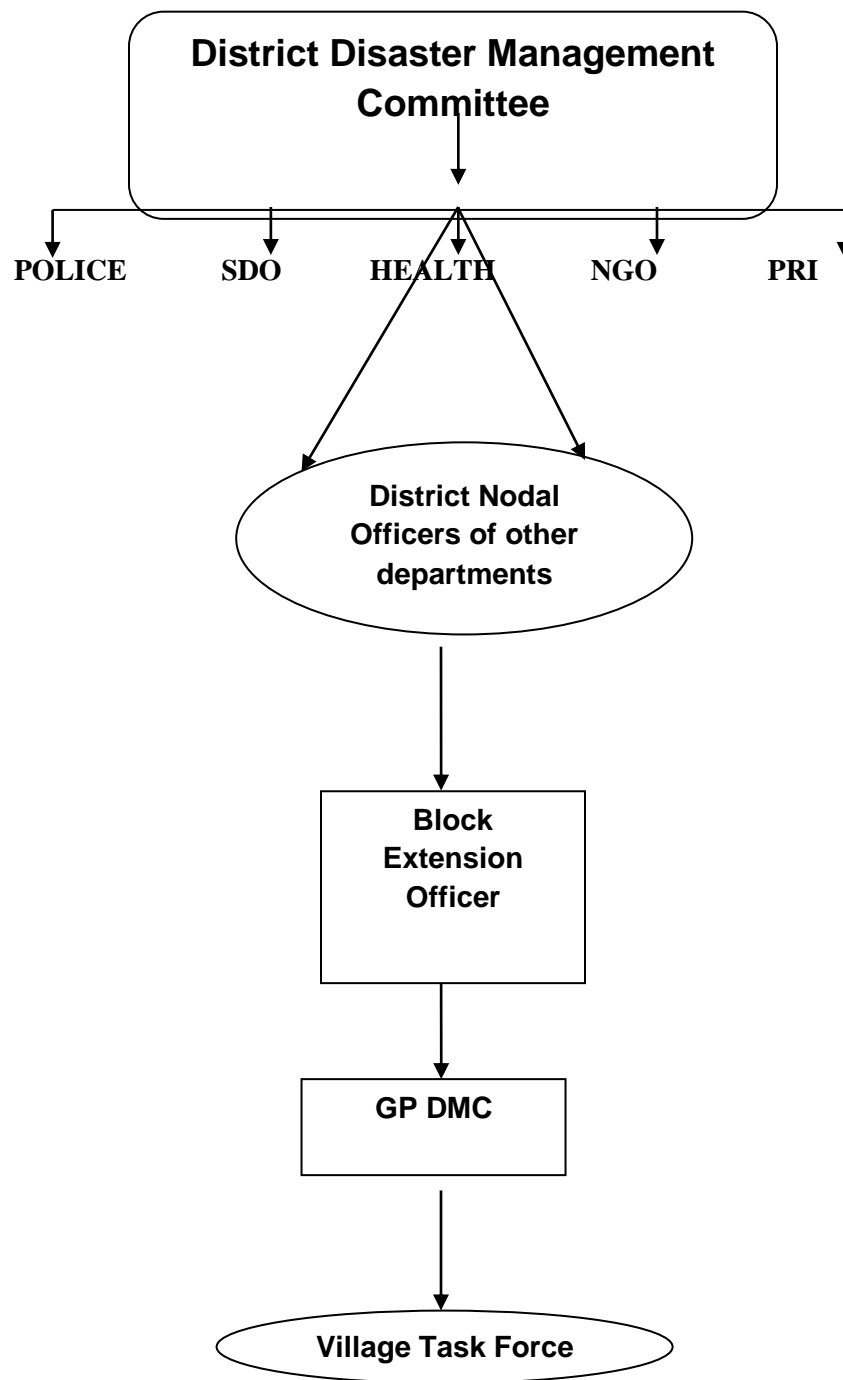 District Disaster Management
Committee
POLICE SDO HEALTH NGO PRI
District Nodal
Officers of other
departments
Block
Extension
Officer
GP DMC
Village Task Force